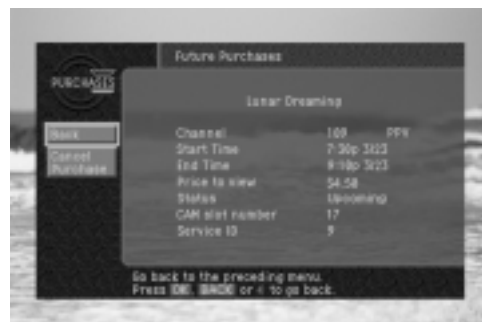 Future Purchases
PURCHASES
Lunar Dreaming
Back
Channel 109 PPV
Cancel
Start Time 7:30p 3/23
Purchase
End Time 9:10p 3/23
Price to view $4.50
Status Upcoming
CAM slot number 17
Service ID 9
Go back to the preceding menu.
Press OK, BACK or < to go back.